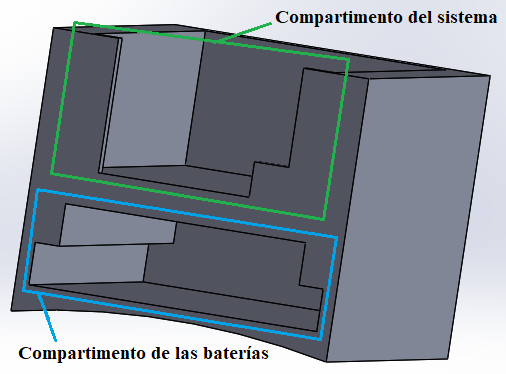 Compartimento del sistema
Compartimento de las baterías